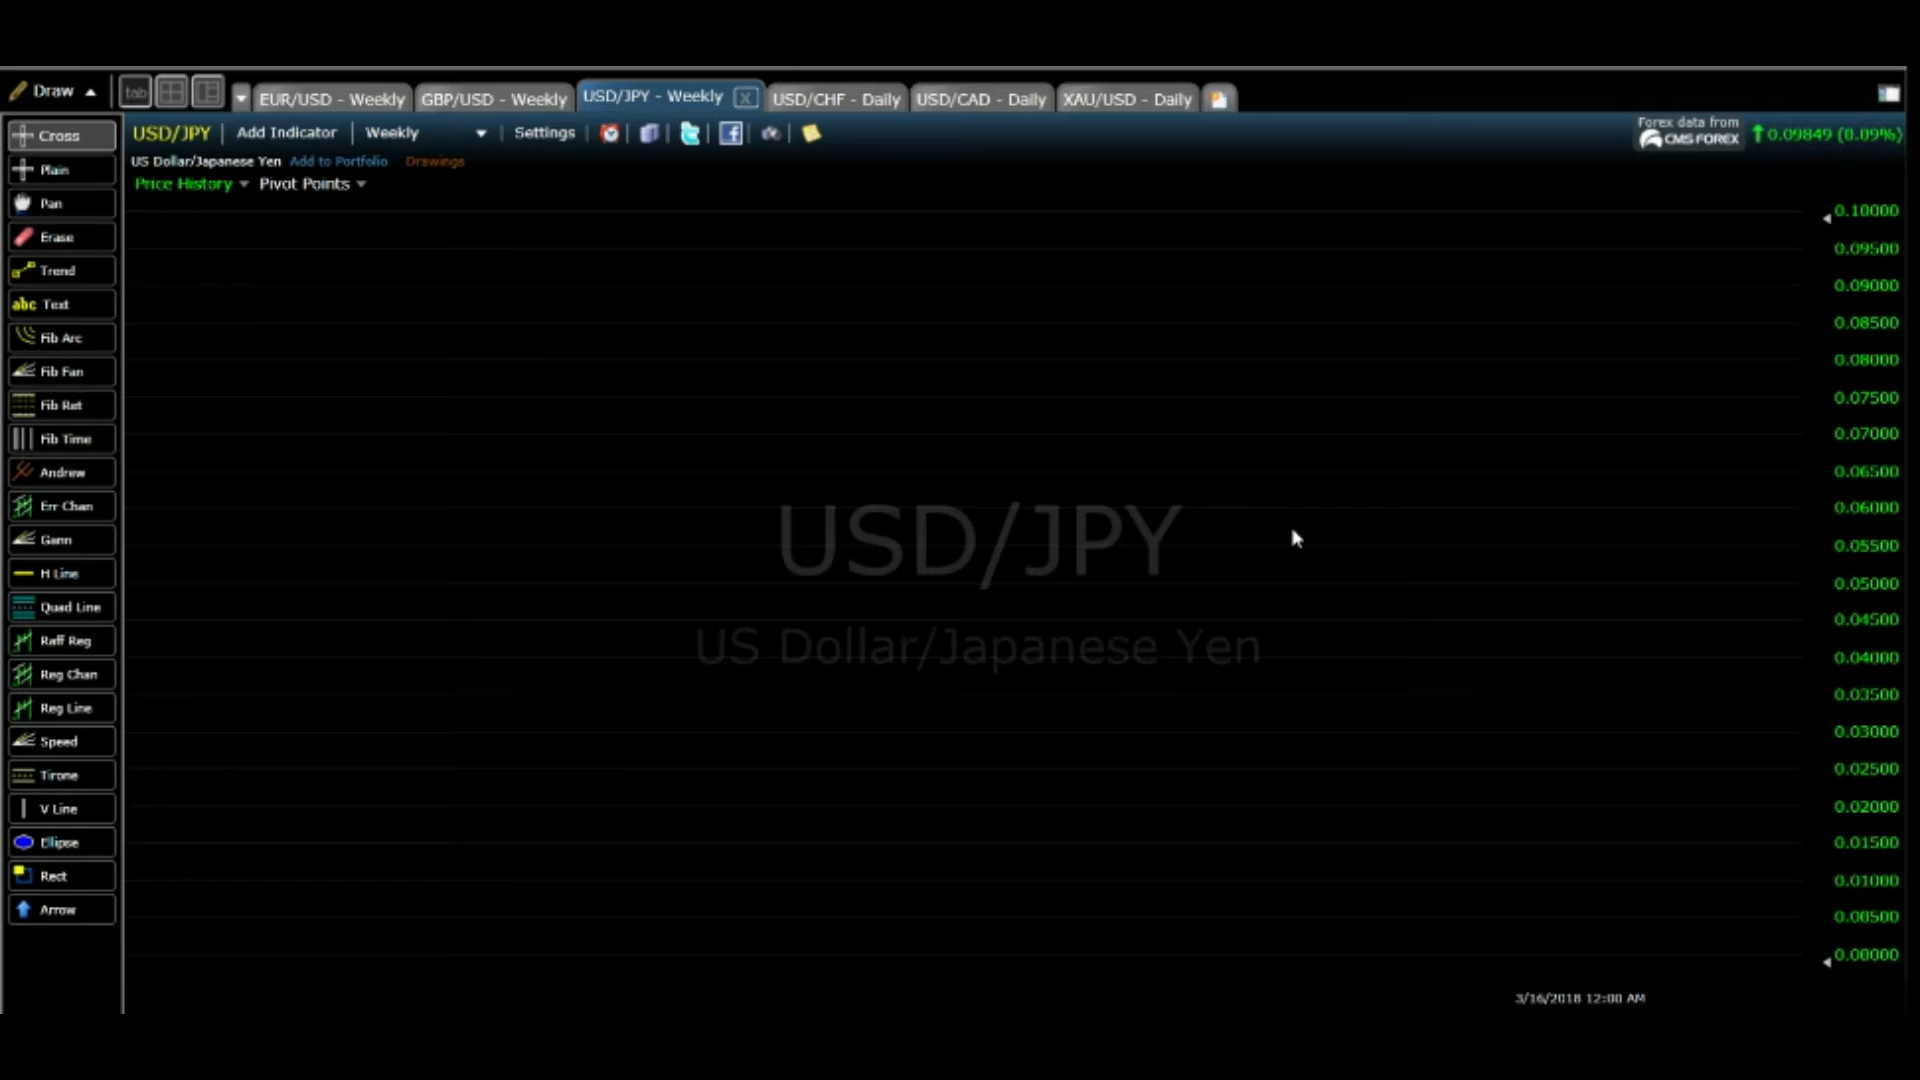 Draw
tab
EUR/USD - Weekly
GBP/USD - Weekly
USD/JPY - Weekly
USD/CHF - Daily
USD/CAD - Daily
XAU/USD - Daily
USD/JPY
Add Indicator
Weekly
Settings
Forex data from
CMS FOREX
0.09849 (0.09%)
US Dollar/Japanese Yen Add to Portfolio Drawings
Price History Pivot Points
Cross
Plain
Pan
Erase
Trend
abc Text
Fib Arc
Fib Fan
Fib Ret
Fib Time
Andrew
Err Chan
Gann
H Line
Quad Line
Raff Reg
Reg Chan
Reg Line
Speed
Tirone
V Line
Ellipse
Rect
Arrow
USD/JPY
US Dollar/Japanese Yen
0.10000
0.09500
0.09000
0.08500
0.08000
0.07500
0.07000
0.06500
0.06000
0.05500
0.05000
0.04500
0.04000
0.03500
0.03000
0.02500
0.02000
0.01500
0.01000
0.00500
0.00000
3/16/2018 12:00 AM